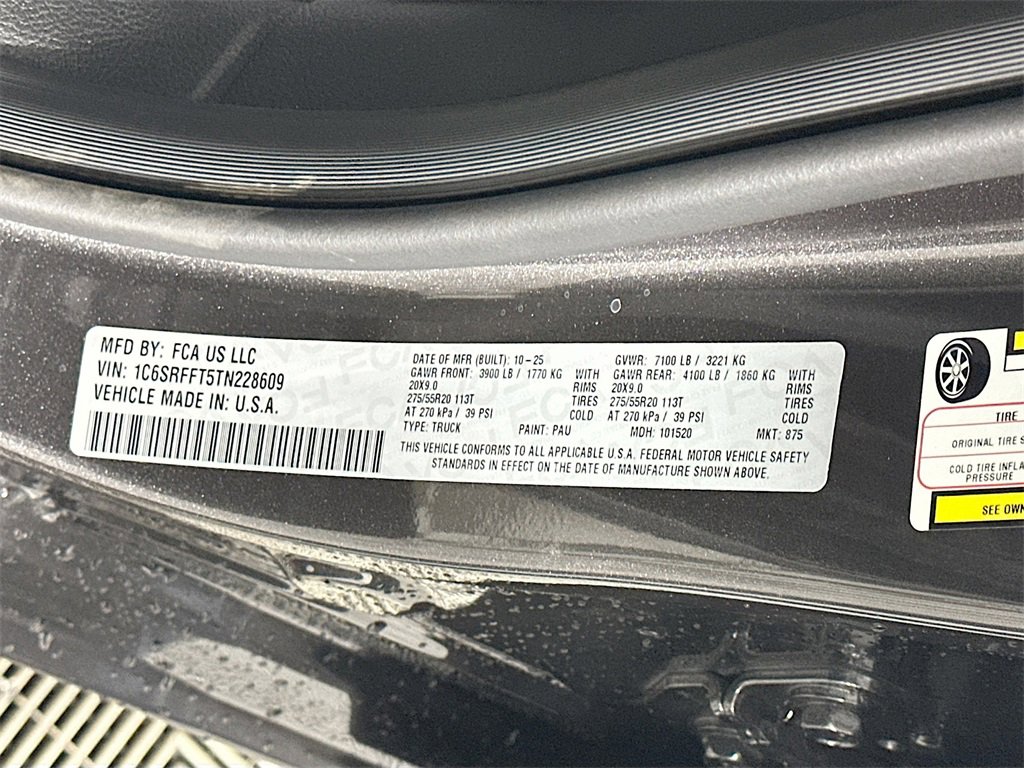 MFD BY: FCA US LLC
VIN: 1C6SRFFT5TN228609
VEHICLE MADE IN: U.S.A.
DATE OF MFR (BUILT): 10-25 GVWR: 7100 LB / 3221 KG
GAWR FRONT: 3900 LB / 1770 KG WITH GAWR REAR: 4100 LB / 1860 KG WITH
20X9.0 RIMS 20X9.0 RIMS
275/55R20 113T TIRES 275/55R20 113T TIRES
AT 270 kPa / 39 PSI COLD AT 270 kPa / 39 PSI COLD
TYPE: TRUCK PAINT: PAU MDH: 101520 MKT: 875
THIS VEHICLE CONFORMS TO ALL APPLICABLE U.S.A. FEDERAL MOTOR VEHICLE SAFETY
STANDARDS IN EFFECT ON THE DATE OF MANUFACTURE SHOWN ABOVE.
TIRE
ORIGINAL TIRE S
COLD TIRE INFLA
PRESSURE
SEE OWN